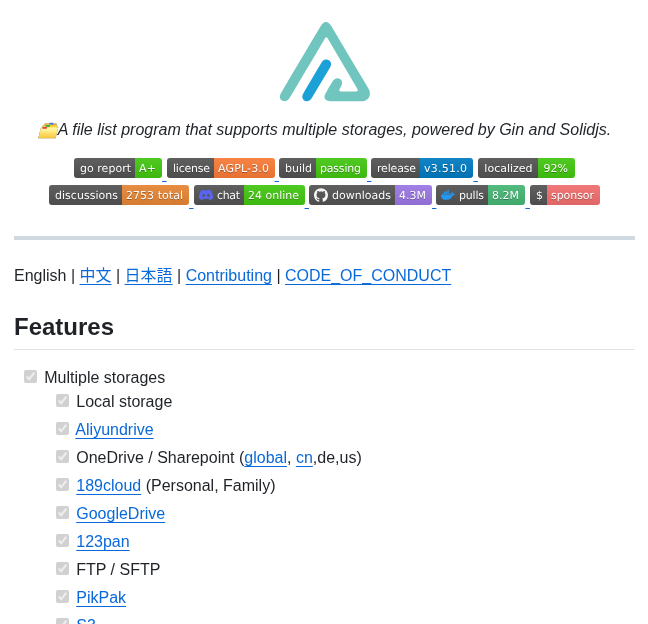 A file list program that supports multiple storages, powered by Gin and Solidjs.
go report A+ license AGPL-3.0 build passing release v3.51.0 localized 92%
discussions 2753 total chat 24 online downloads 4.3M pulls 8.2M $ sponsor
English | 中文 | 日本語 | Contributing | CODE_OF_CONDUCT
Features
Multiple storages
Local storage
Aliyundrive
OneDrive / Sharepoint (global, cn,de,us)
189cloud (Personal, Family)
GoogleDrive
123pan
FTP / SFTP
PikPak
S3